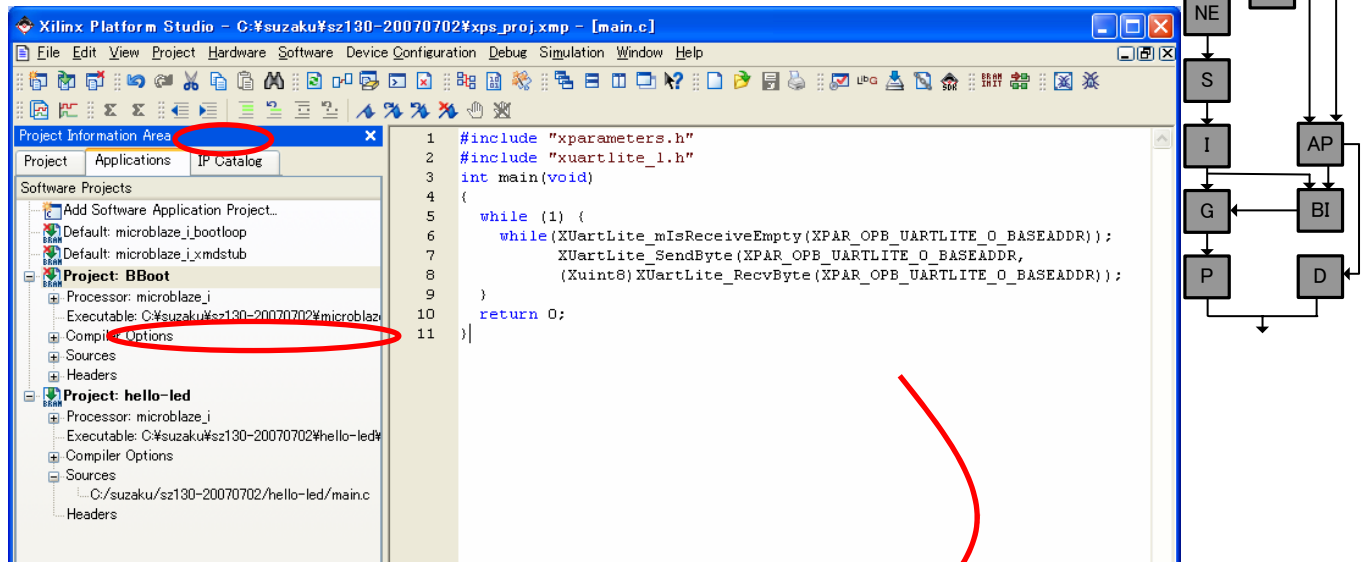 Xilinx Platform Studio - C:¥suzaku¥sz130-20070702¥xps_proj.xmp - [main.c]
File Edit View Project Hardware Software Device Configuration Debug Simulation Window Help
Project Information Area
Project Applications IP Catalog
Software Projects
Add Software Application Project...
Default: microblaze_i_bootloop
Default: microblaze_i_xmdstub
Project: BBoot
Processor: microblaze_i
Executable: C:¥suzaku¥sz130-20070702¥microblaze
Compiler Options
Sources
Headers
Project: hello-led
Processor: microblaze_i
Executable: C:¥suzaku¥sz130-20070702¥hello-led¥
Compiler Options
Sources
C:/suzaku/sz130-20070702/hello-led/main.c
Headers
1 #include "xparameters.h"
2 #include "xuartlite_l.h"
3 int main(void)
4 {
5 while (1) {
6 while(XUartLite_mIsReceiveEmpty(XPAR_OPB_UARTLITE_0_BASEADDR));
7 XUartLite_SendByte(XPAR_OPB_UARTLITE_0_BASEADDR,
8 (Xuint8)XUartLite_RecvByte(XPAR_OPB_UARTLITE_0_BASEADDR));
9 }
10 return 0;
11 }
NE
S
I
AP
G
BI
P
D